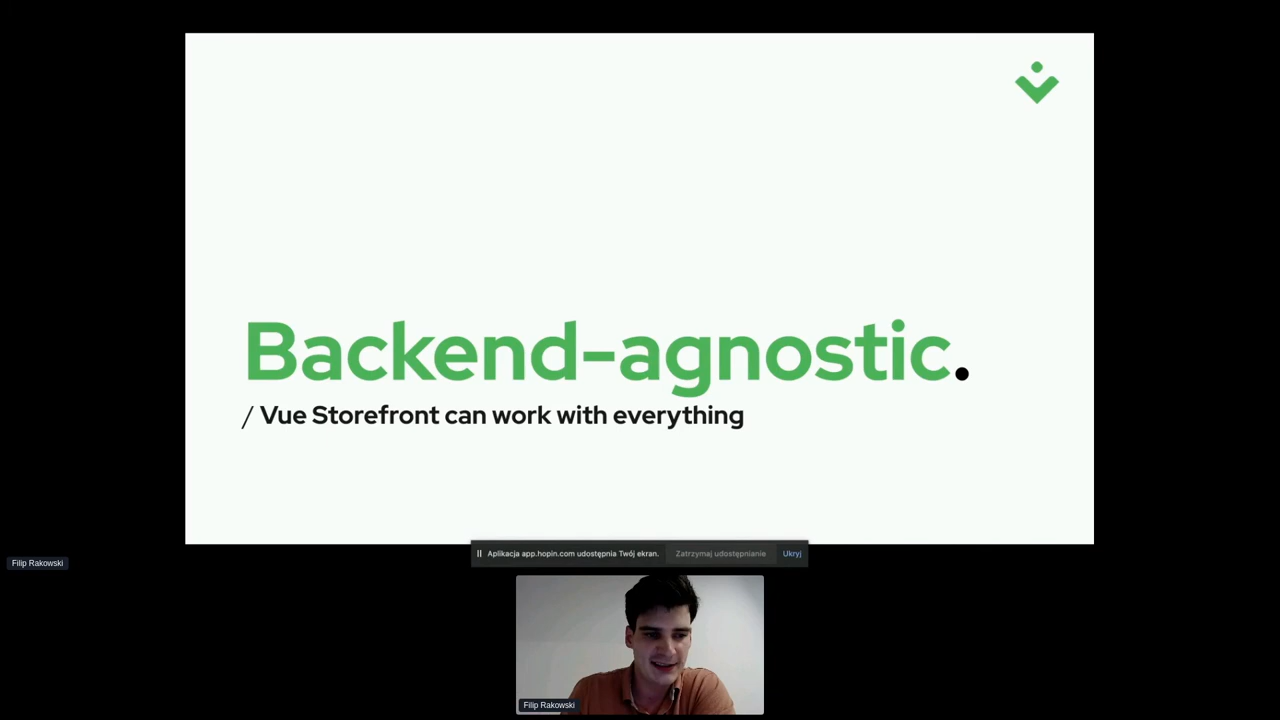 Backend-agnostic.
/ Vue Storefront can work with everything
Aplikacja app.hopin.com udostępnia Twój ekran. Zatrzymaj udostępnianie Ukryj
Filip Rakowski
Filip Rakowski